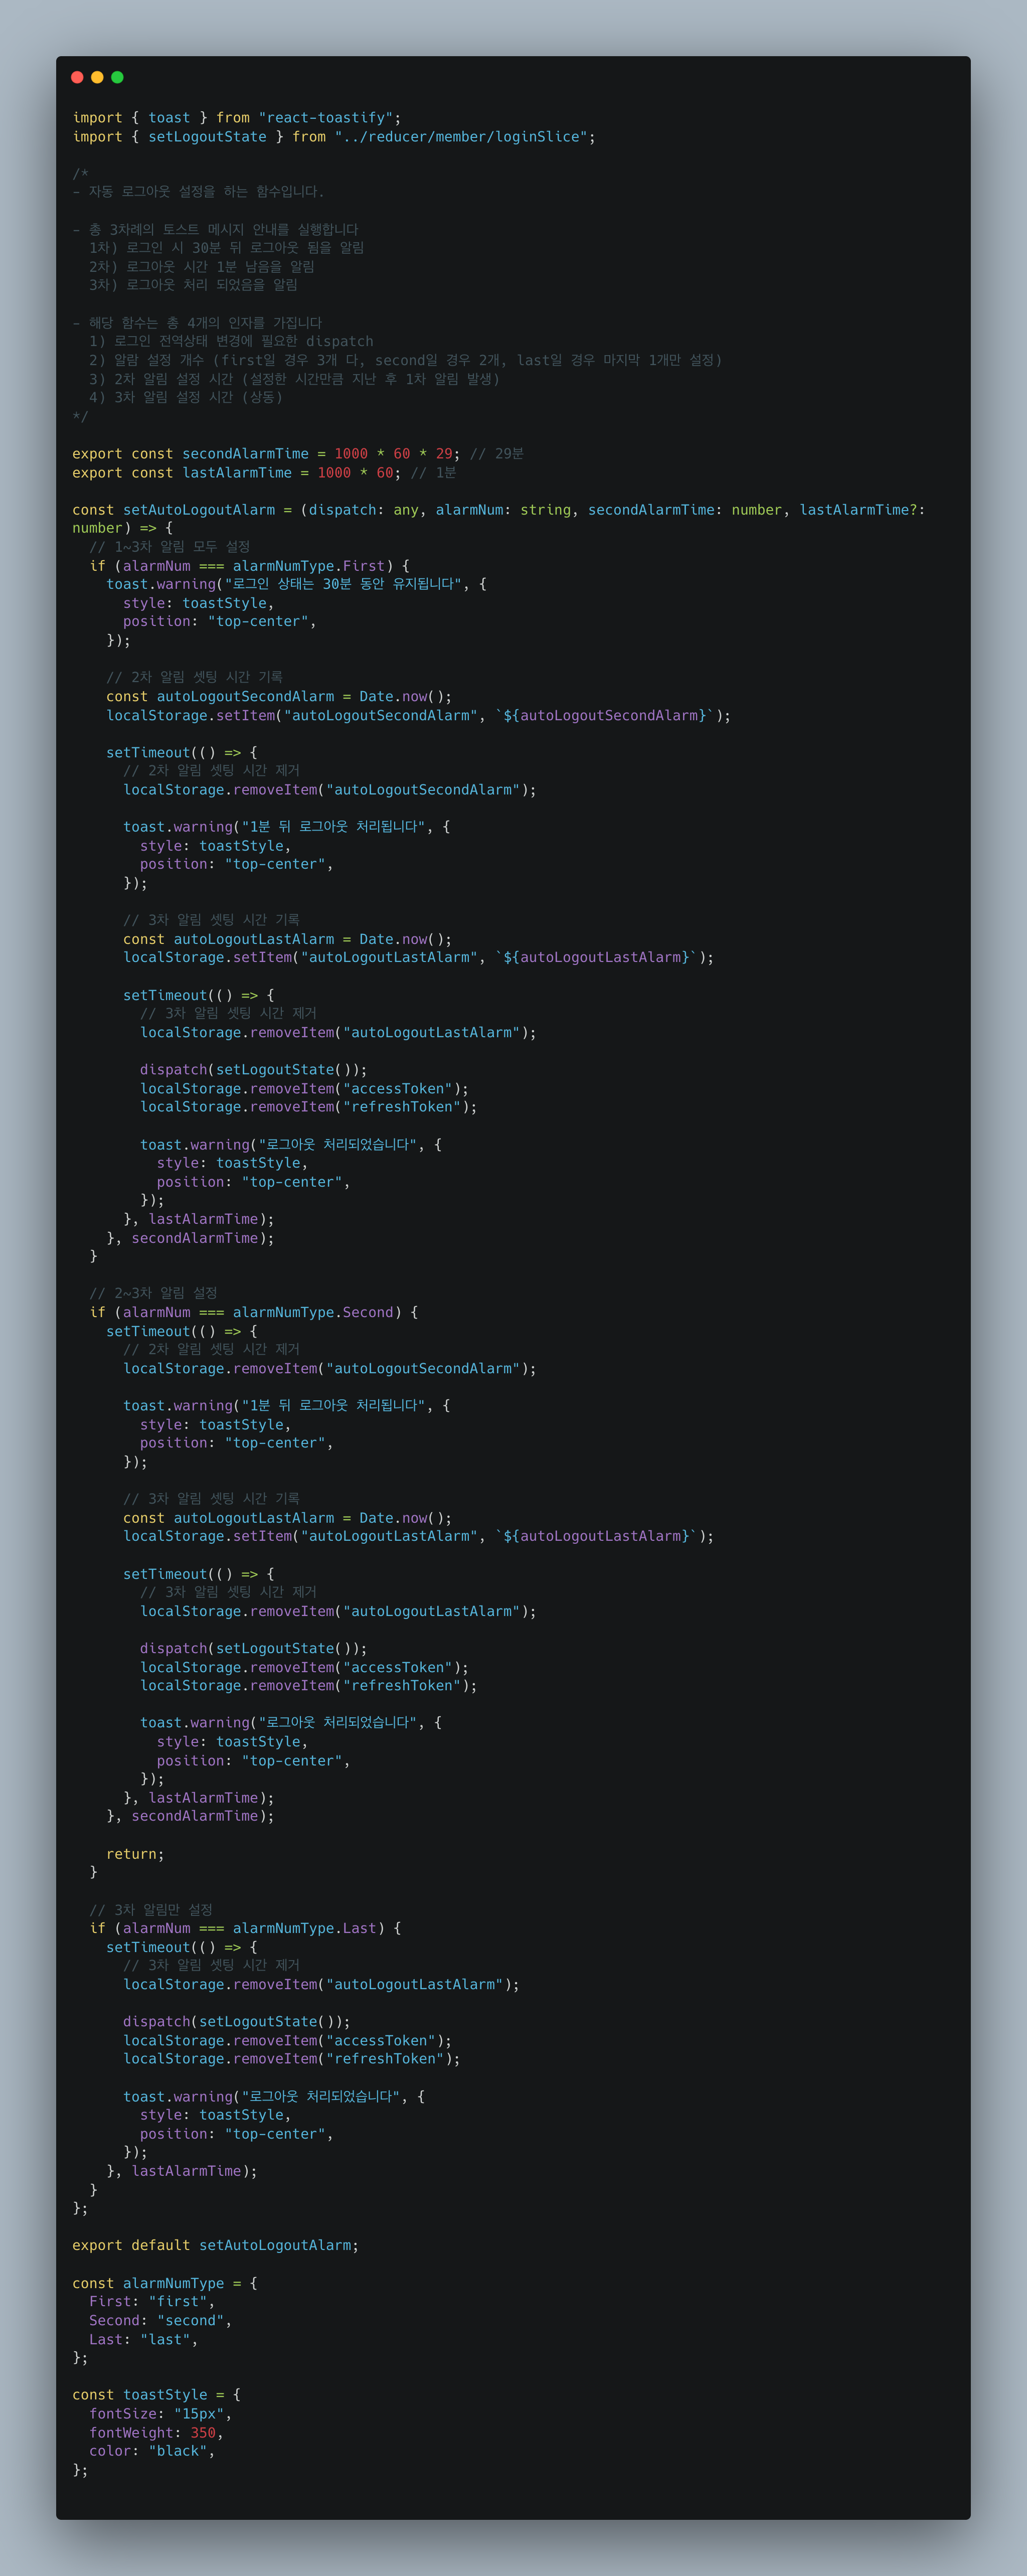 import { toast } from "react-toastify";
import { setLogoutState } from "../reducer/member/loginSlice";

/*
- 자동 로그아웃 설정을 하는 함수입니다.

- 총 3차례의 토스트 메시지 안내를 실행합니다
  1차) 로그인 시 30분 뒤 로그아웃 됨을 알림
  2차) 로그아웃 시간 1분 남음을 알림
  3차) 로그아웃 처리 되었음을 알림

- 해당 함수는 총 4개의 인자를 가집니다
  1) 로그인 전역상태 변경에 필요한 dispatch
  2) 알람 설정 개수 (first일 경우 3개 다, second일 경우 2개, last일 경우 마지막 1개만 설정)
  3) 2차 알림 설정 시간 (설정한 시간만큼 지난 후 1차 알림 발생)
  4) 3차 알림 설정 시간 (상동)
*/

export const secondAlarmTime = 1000 * 60 * 29; // 29분
export const lastAlarmTime = 1000 * 60; // 1분

const setAutoLogoutAlarm = (dispatch: any, alarmNum: string, secondAlarmTime: number, lastAlarmTime?:
number) => {
  // 1~3차 알림 모두 설정
  if (alarmNum === alarmNumType.First) {
    toast.warning("로그인 상태는 30분 동안 유지됩니다", {
      style: toastStyle,
      position: "top-center",
    });

    // 2차 알림 셋팅 시간 기록
    const autoLogoutSecondAlarm = Date.now();
    localStorage.setItem("autoLogoutSecondAlarm", `${autoLogoutSecondAlarm}`);

    setTimeout(() => {
      // 2차 알림 셋팅 시간 제거
      localStorage.removeItem("autoLogoutSecondAlarm");

      toast.warning("1분 뒤 로그아웃 처리됩니다", {
        style: toastStyle,
        position: "top-center",
      });

      // 3차 알림 셋팅 시간 기록
      const autoLogoutLastAlarm = Date.now();
      localStorage.setItem("autoLogoutLastAlarm", `${autoLogoutLastAlarm}`);

      setTimeout(() => {
        // 3차 알림 셋팅 시간 제거
        localStorage.removeItem("autoLogoutLastAlarm");

        dispatch(setLogoutState());
        localStorage.removeItem("accessToken");
        localStorage.removeItem("refreshToken");

        toast.warning("로그아웃 처리되었습니다", {
          style: toastStyle,
          position: "top-center",
        });
      }, lastAlarmTime);
    }, secondAlarmTime);
  }

  // 2~3차 알림 설정
  if (alarmNum === alarmNumType.Second) {
    setTimeout(() => {
      // 2차 알림 셋팅 시간 제거
      localStorage.removeItem("autoLogoutSecondAlarm");

      toast.warning("1분 뒤 로그아웃 처리됩니다", {
        style: toastStyle,
        position: "top-center",
      });

      // 3차 알림 셋팅 시간 기록
      const autoLogoutLastAlarm = Date.now();
      localStorage.setItem("autoLogoutLastAlarm", `${autoLogoutLastAlarm}`);

      setTimeout(() => {
        // 3차 알림 셋팅 시간 제거
        localStorage.removeItem("autoLogoutLastAlarm");

        dispatch(setLogoutState());
        localStorage.removeItem("accessToken");
        localStorage.removeItem("refreshToken");

        toast.warning("로그아웃 처리되었습니다", {
          style: toastStyle,
          position: "top-center",
        });
      }, lastAlarmTime);
    }, secondAlarmTime);

    return;
  }

  // 3차 알림만 설정
  if (alarmNum === alarmNumType.Last) {
    setTimeout(() => {
      // 3차 알림 셋팅 시간 제거
      localStorage.removeItem("autoLogoutLastAlarm");

      dispatch(setLogoutState());
      localStorage.removeItem("accessToken");
      localStorage.removeItem("refreshToken");

      toast.warning("로그아웃 처리되었습니다", {
        style: toastStyle,
        position: "top-center",
      });
    }, lastAlarmTime);
  }
};

export default setAutoLogoutAlarm;

const alarmNumType = {
  First: "first",
  Second: "second",
  Last: "last",
};

const toastStyle = {
  fontSize: "15px",
  fontWeight: 350,
  color: "black",
};